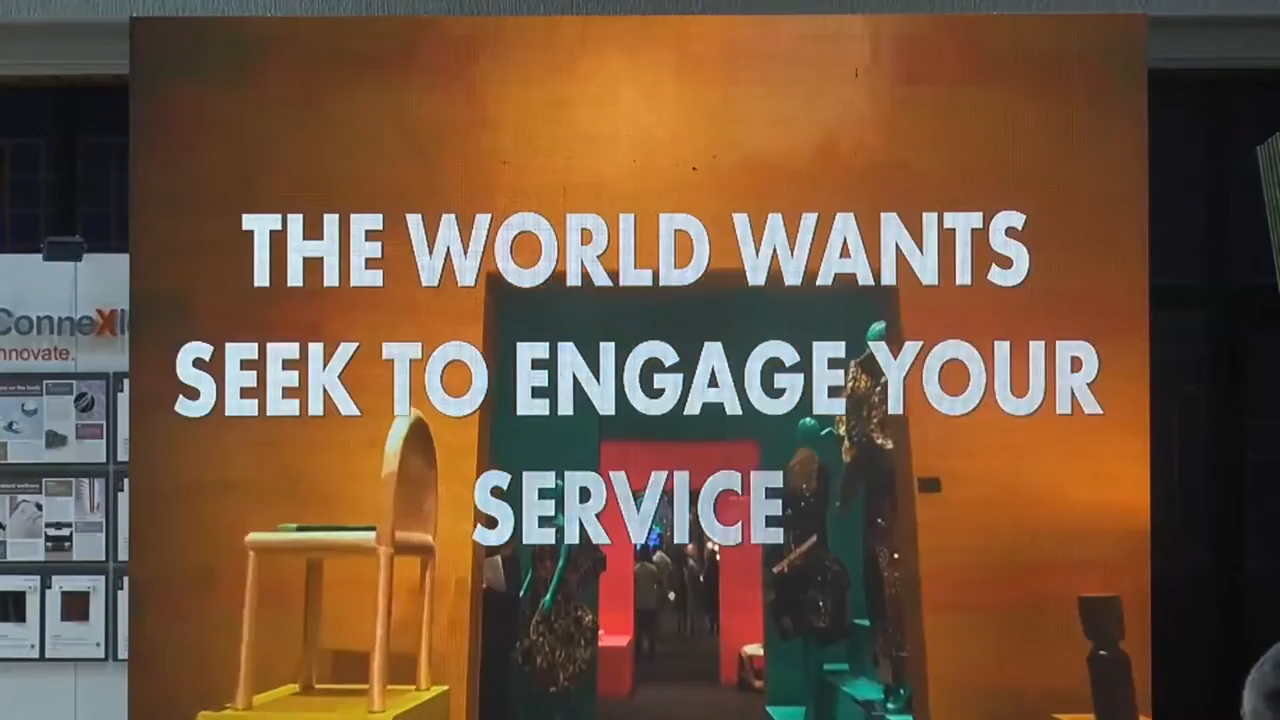 THE WORLD WANTS
SEEK TO ENGAGE YOUR
SERVICE
ConneX
nnovate.